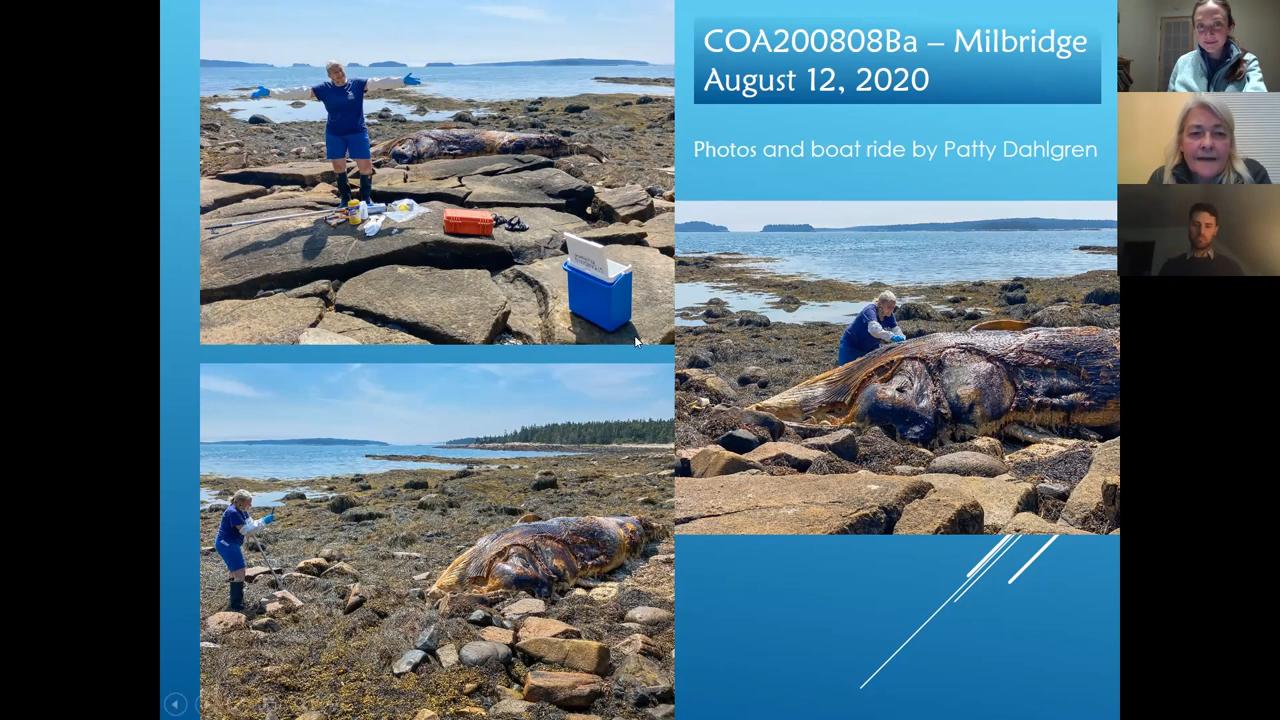 COA200808Ba – Milbridge
August 12, 2020
Photos and boat ride by Patty Dahlgren